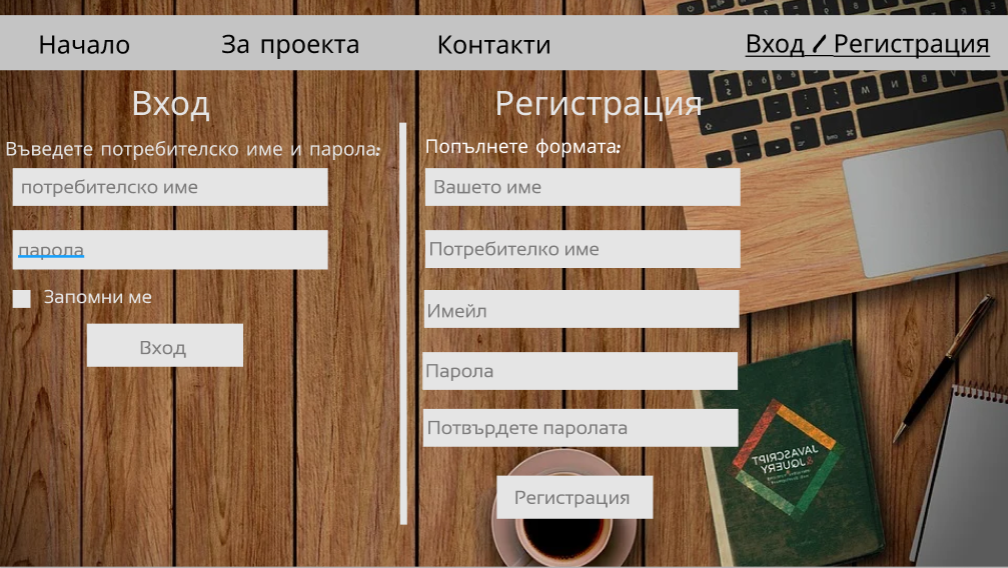 Начало За проекта Контакти Вход / Регистрация
Вход
Въведете потребителско име и парола:
потребителско име
парола
Запомни ме
Вход
Регистрация
Попълнете формата:
Вашето име
Потребителко име
Имейл
Парола
Потвърдете паролата
Регистрация
JAVASCRIPT
& JQUERY